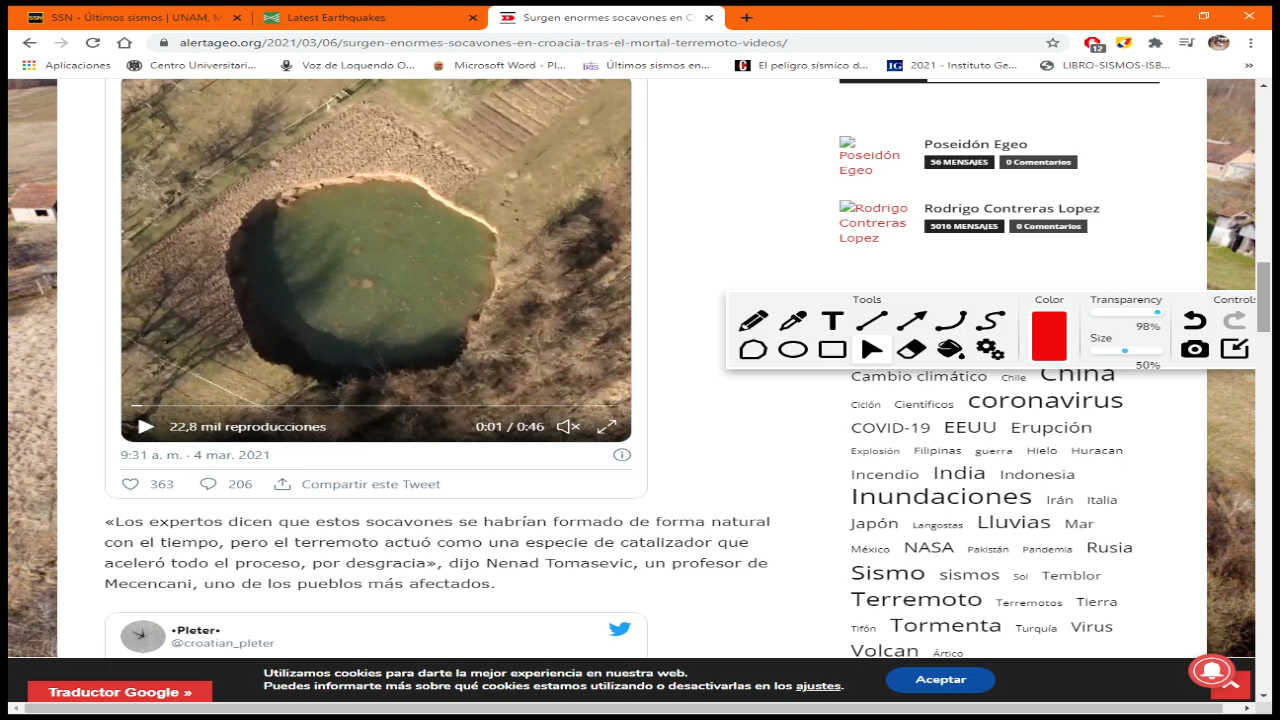 SSN - Últimos sismos | UNAM, M
Latest Earthquakes
Surgen enormes socavones en C
alertageo.org/2021/03/06/surgen-enormes-socavones-en-croacia-tras-el-mortal-terremoto-videos/
12
Aplicaciones
Centro Universitari...
Voz de Loquendo O...
Microsoft Word - Pl...
Últimos sismos en...
El peligro sísmico d...
IG
2021 - Instituto Ge...
LIBRO-SISMOS-ISB...
»
Poseidón Egeo
Poseidón Egeo
56 MENSAJES
0 Comentarios
Rodrigo Contreras Lopez
Rodrigo Contreras Lopez
5016 MENSAJES
0 Comentarios
Tools
Color
Transparency
98%
Size
50%
Controls
T
Cambio climático Chile China
Ciclón Científicos coronavirus
COVID-19 EEUU Erupción
Explosión Filipinas guerra Hielo Huracan
Incendio India Indonesia
Inundaciones Irán Italia
Japón Langostas Lluvias Mar
México NASA Pakistán Pandemia Rusia
Sismo sismos Sol Temblor
Terremoto Terremotos Tierra
Tifón Tormenta Turquía Virus
Volcan Ártico
22,8 mil reproducciones
0:01 / 0:46
9:31 a. m. · 4 mar. 2021
363
206
Compartir este Tweet
«Los expertos dicen que estos socavones se habrían formado de forma natural
con el tiempo, pero el terremoto actuó como una especie de catalizador que
aceleró todo el proceso, por desgracia», dijo Nenad Tomasevic, un profesor de
Mecencani, uno de los pueblos más afectados.
•Pleter•
@croatian_pleter
Utilizamos cookies para darte la mejor experiencia en nuestra web.
Puedes informarte más sobre qué cookies estamos utilizando o desactivarlas en los ajustes.
Aceptar
Traductor Google »